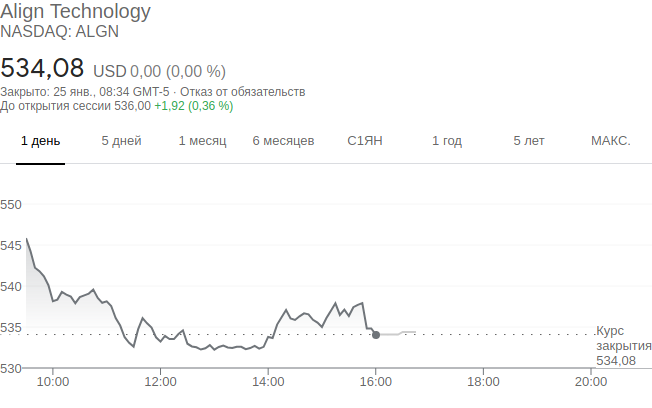 Align Technology
NASDAQ: ALGN
534,08 USD 0,00 (0,00 %)
Закрыто: 25 янв., 08:34 GMT-5 · Отказ от обязательств
До открытия сессии 536,00 +1,92 (0,36 %)
1 день 5 дней 1 месяц 6 месяцев С1ЯН 1 год 5 лет МАКС.
550
545
540
535
Курс
закрытия
534,08
530
10:00 12:00 14:00 16:00 18:00 20:00